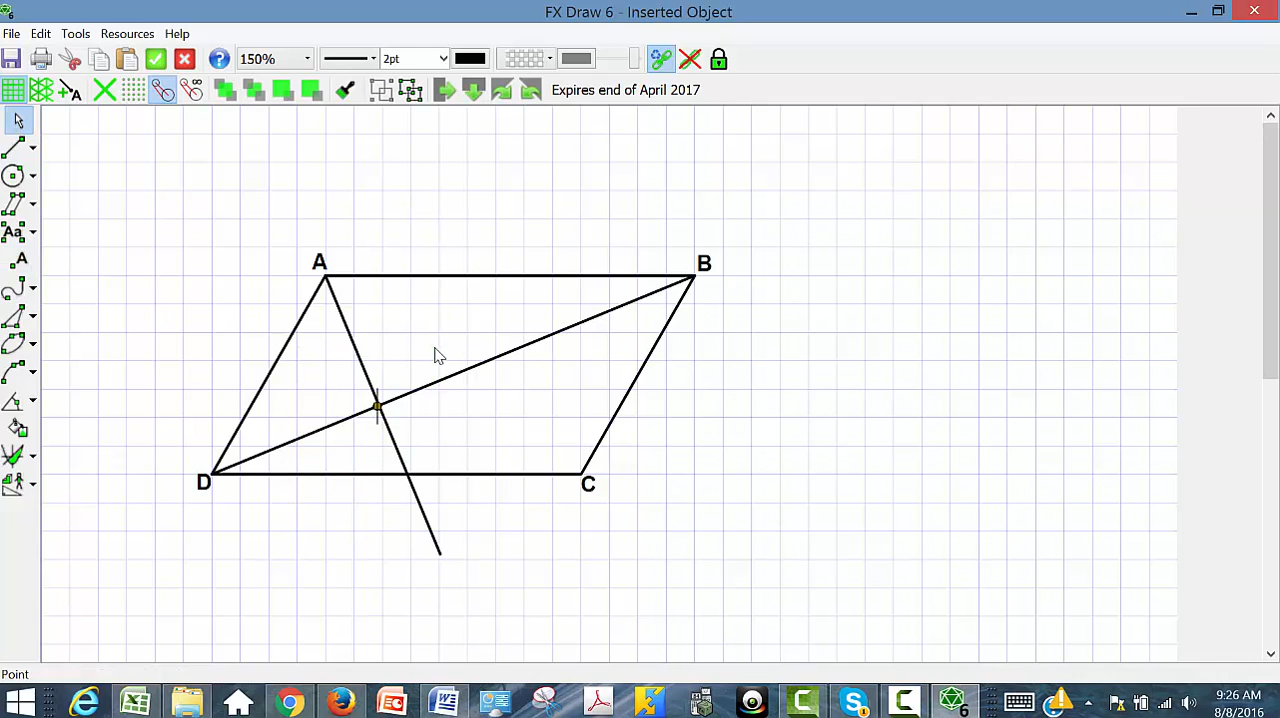 FX Draw 6 - Inserted Object
File Edit Tools Resources Help
150% 2pt
Expires end of April 2017
Aa
A
A
A B
D C
Point
9:26 AM
8/8/2016